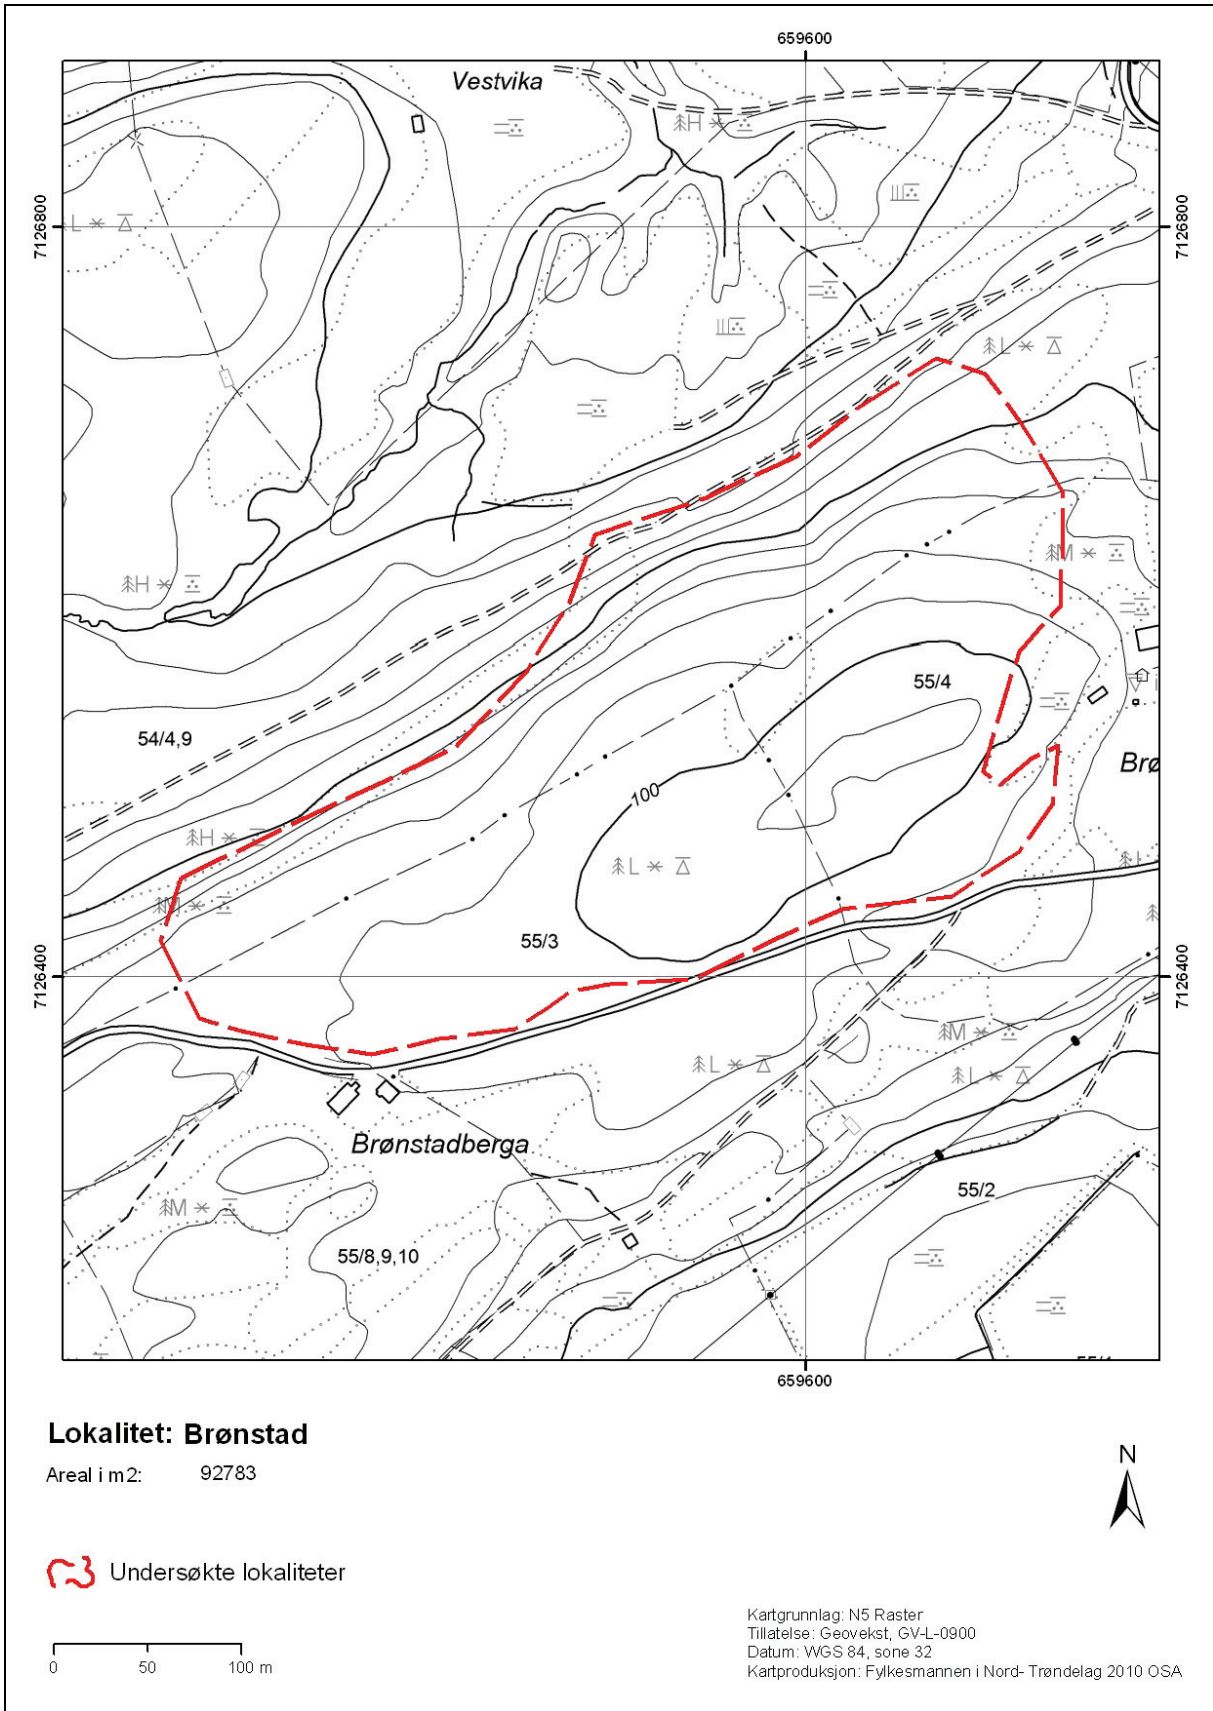 659600
Vestvika
H
7126800
7126800
L
L
H
M
55/4
54/4,9
Brø
100
H
L
L
M
55/3
7126400
7126400
M
L
L
Brønstadberga
M
55/2
55/8,9,10
659600
Lokalitet: Brønstad
Areal i m2: 92783
N
Undersøkte lokaliteter
Kartgrunnlag: N5 Raster
Tillatelse: Geovekst, GV-L-0900
Datum: WGS 84, sone 32
Kartproduksjon: Fylkesmannen i Nord- Trøndelag 2010 OSA
0 50 100 m